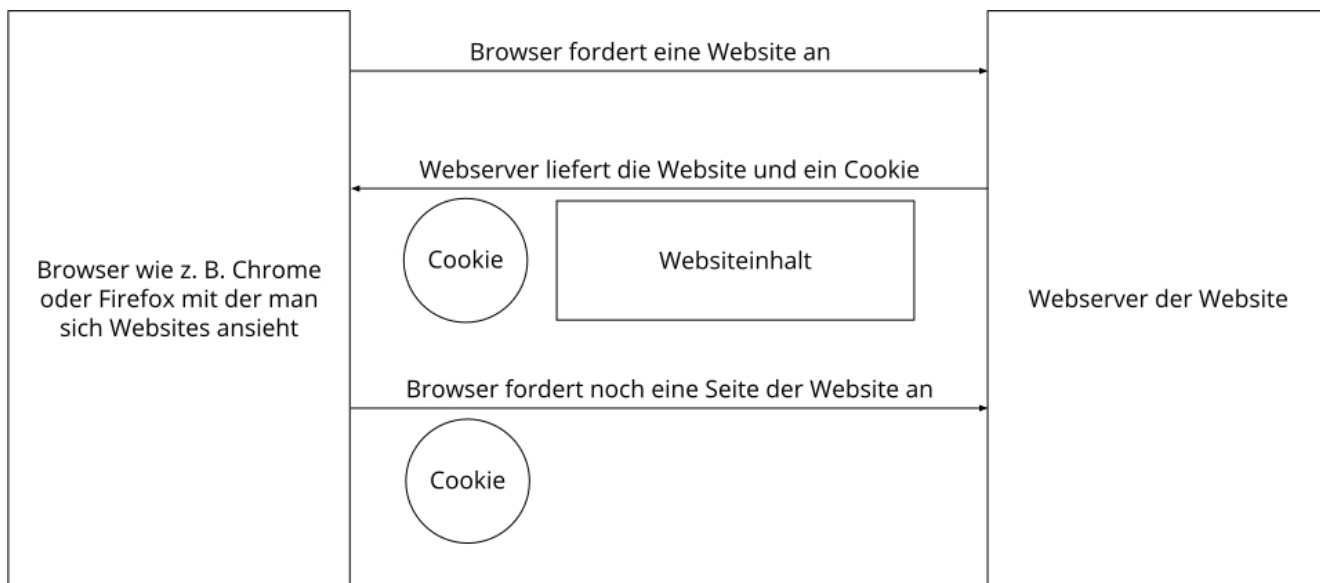 Browser fordert eine Website an
Webserver liefert die Website und ein Cookie
Cookie
Websiteinhalt
Browser wie z. B. Chrome
oder Firefox mit der man
sich Websites ansieht
Webserver der Website
Browser fordert noch eine Seite der Website an
Cookie